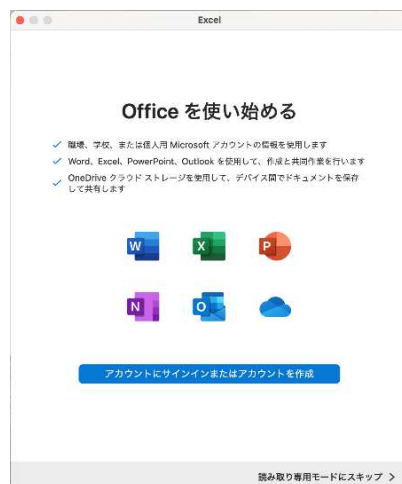 Excel
Office を使い始める
職場、学校、または個人用 Microsoft アカウントの情報を使用します
Word、Excel、PowerPoint、Outlook を使用して、作成と共同作業を行います
OneDrive クラウド ストレージを使用して、デバイス間でドキュメントを保存
して共有します
W
X
P
N
O
アカウントにサインインまたはアカウントを作成
読み取り専用モードにスキップ >